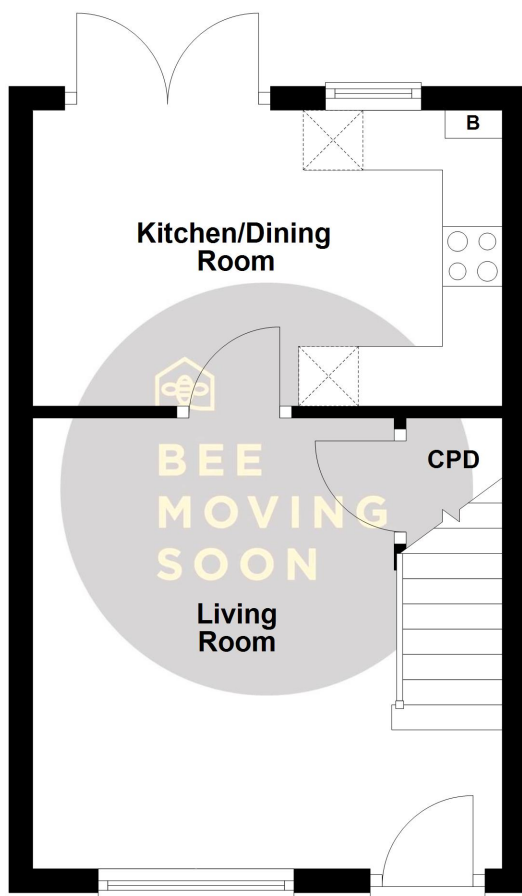 B
Kitchen/Dining
Room
BEE
MOVING
SOON
CPD
Living
Room